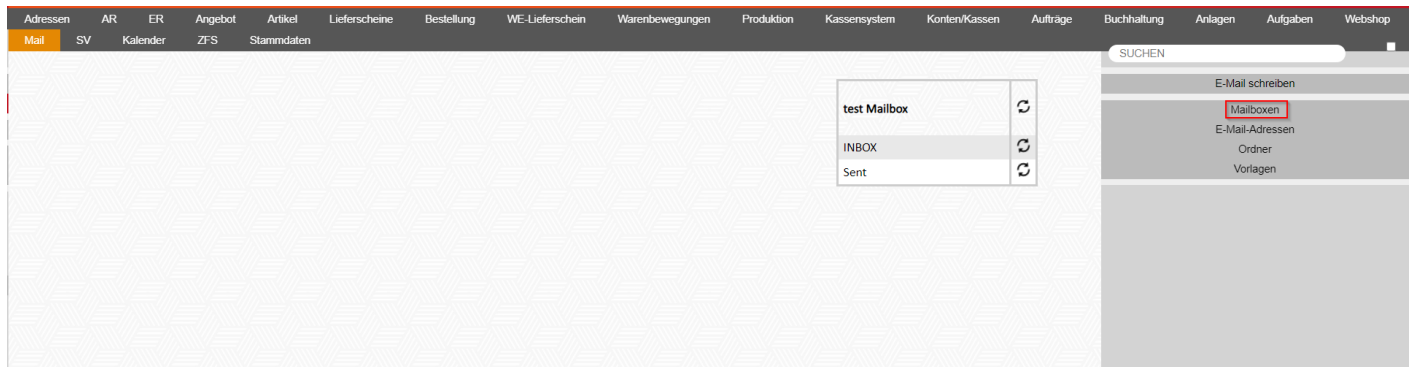 Adressen AR ER Angebot Artikel Lieferscheine Bestellung WE-Lieferschein Warenbewegungen Produktion Kassensystem Konten/Kassen Aufträge Buchhaltung Anlagen Aufgaben Webshop
Mail SV Kalender ZFS Stammdaten
SUCHEN
test Mailbox
INBOX
Sent
E-Mail schreiben
Mailboxen
E-Mail-Adressen
Ordner
Vorlagen